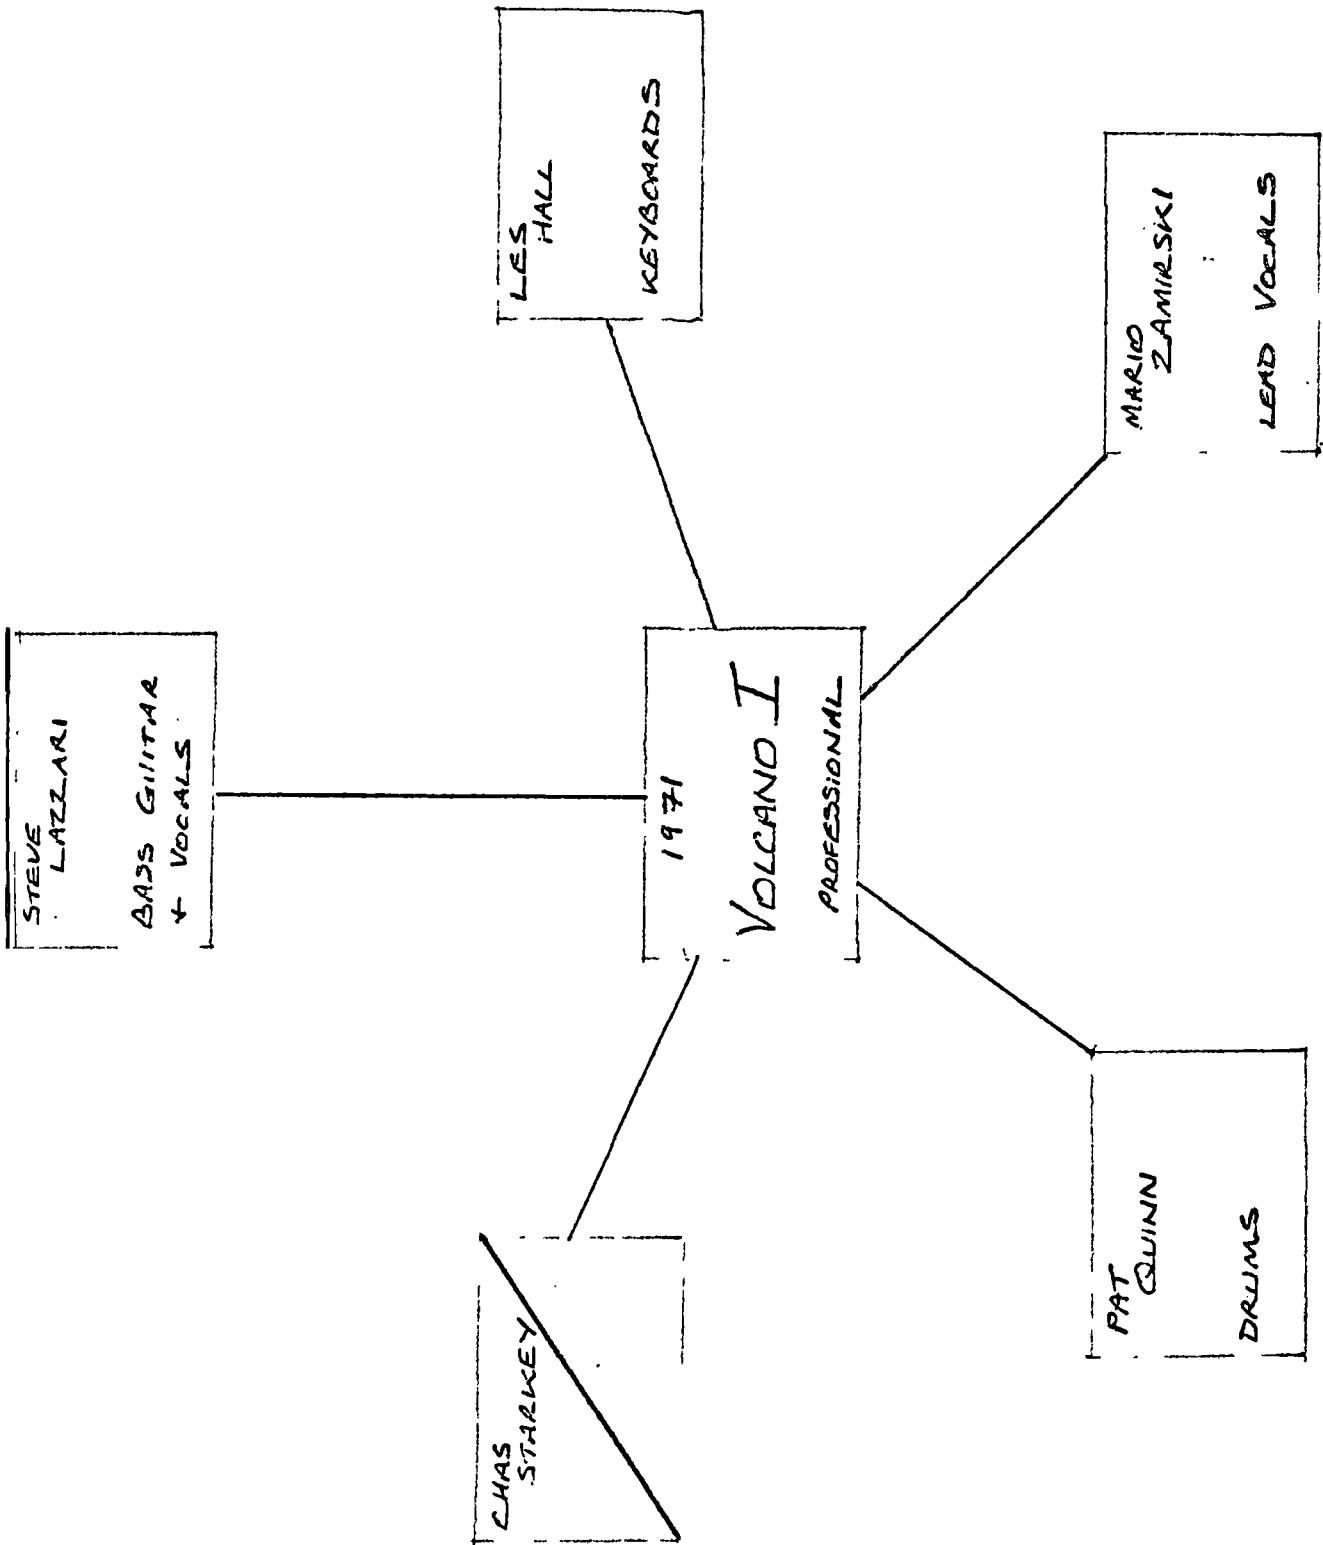 STEVE
LAZZARI
BASS GUITAR
+ VOCALS
CHAS
STARKEY
LES
HALL
KEYBOARDS
1971
VOLCANO I
PROFESSIONAL
PAT
QUINN
DRUMS
MARIO
ZAMIRSKI
LEAD VOCALS